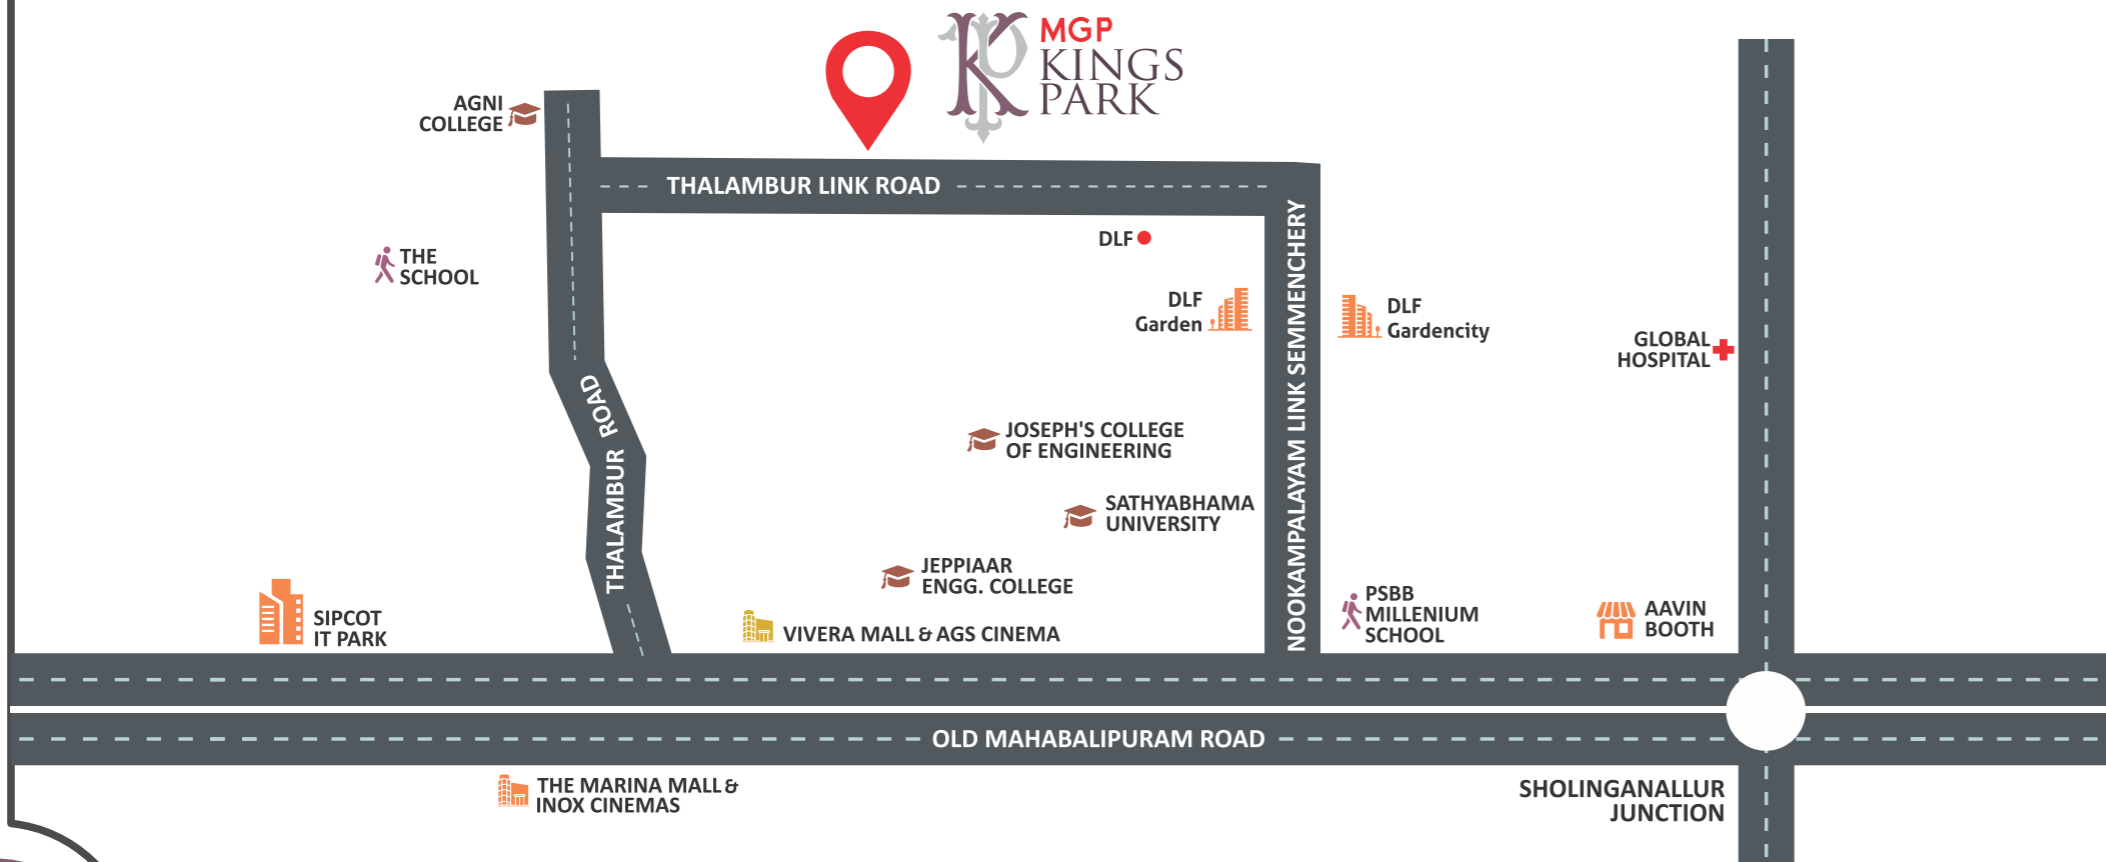 MGP
KINGS
PARK
AGNI
COLLEGE
THALAMBUR LINK ROAD
THE
SCHOOL
DLF
DLF
Garden
NOOKAMPALAYAM LINK SEMMENCHERY
DLF
Gardencity
GLOBAL
HOSPITAL
THALAMBUR ROAD
JOSEPH'S COLLEGE
OF ENGINEERING
SATHYABHAMA
UNIVERSITY
JEPPIAAR
ENGG. COLLEGE
SIPCOT
IT PARK
VIVERA MALL & AGS CINEMA
PSBB
MILLENIUM
SCHOOL
AAVIN
BOOTH
OLD MAHABALIPURAM ROAD
THE MARINA MALL &
INOX CINEMAS
SHOLINGANALLUR
JUNCTION